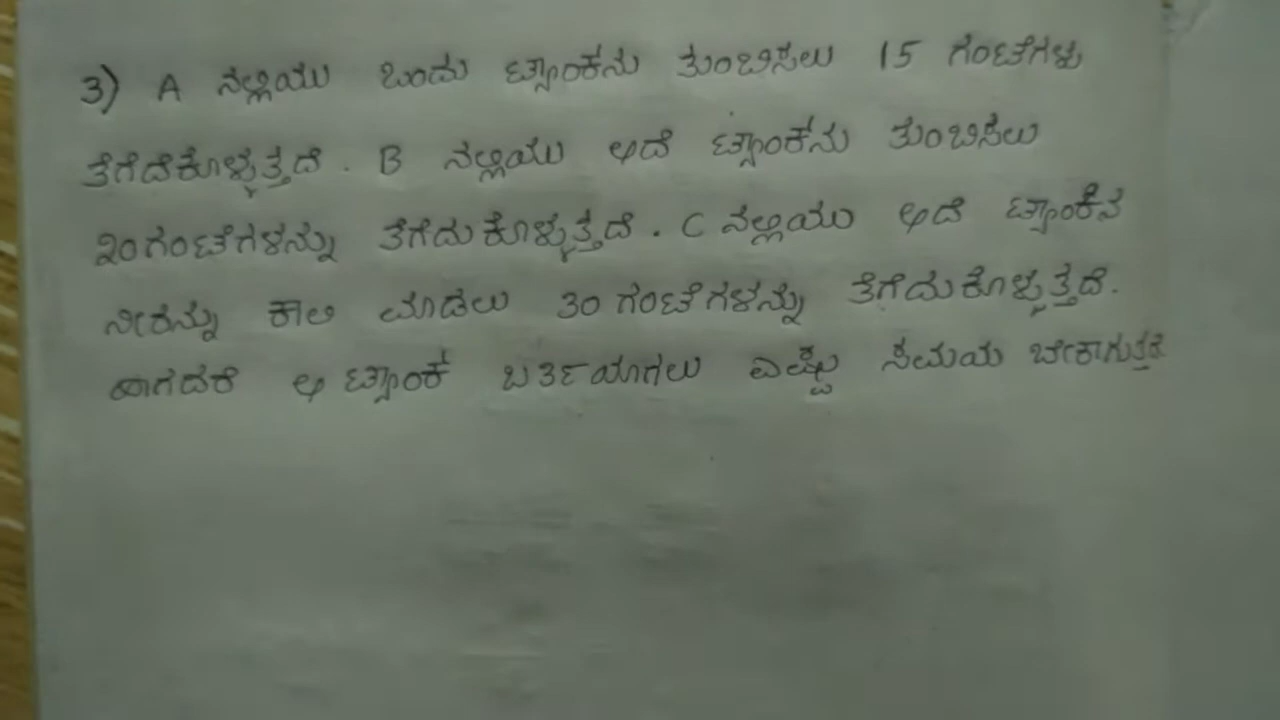 3) A ನಲ್ಲಿಯು ಒಂದು ಟ್ಯಾಂಕನು ತುಂಬಿಸಲು 15 ಗಂಟೆಗಳು
ತೆಗೆದೆಕೊಳ್ಳುತ್ತದೆ. B ನಲ್ಲಿಯು ಅದೆ ಟ್ಯಾಂಕನು ತುಂಬಿಸಲು
20 ಗಂಟೆಗಳನ್ನು ತೆಗೆದುಕೊಳ್ಳುತ್ತದೆ. C ನಲ್ಲಿಯು ಅದೆ ಟ್ಯಾಂಕಿನ
ನೀರನ್ನು ಕಾಲಿ ಮಾಡಲು 30 ಗಂಟೆಗಳನ್ನು ತೆಗೆದುಕೊಳ್ಳುತ್ತದೆ.
ಹಾಗದರೆ ಆ ಟ್ಯಾಂಕ್ ಬರ್ತಿಯಾಗಲು ಎಷ್ಟು ಸಮಯ ಬೇಕಾಗುತ್ತದೆ